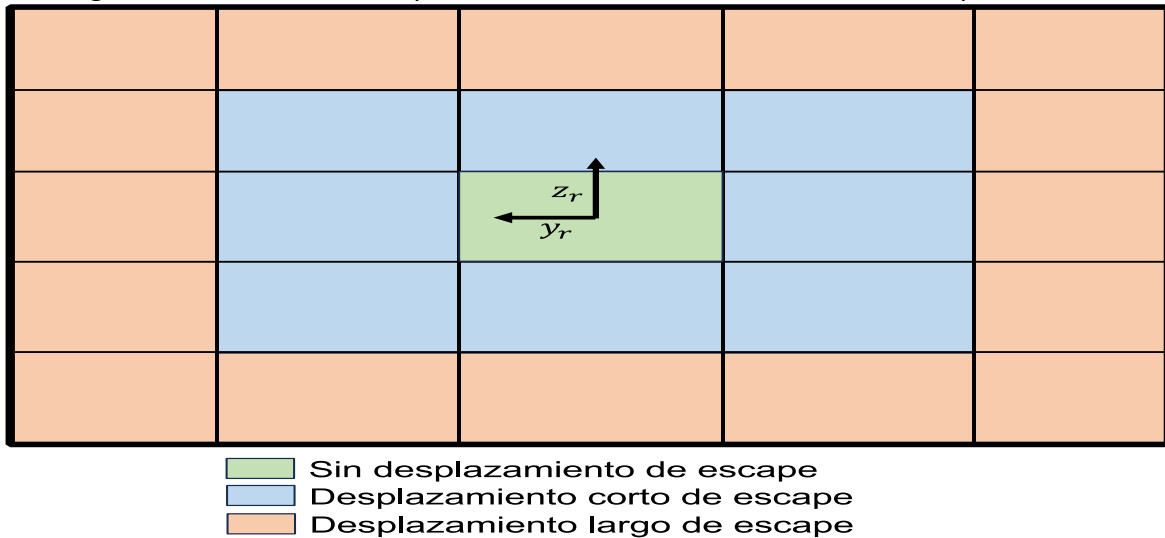 z_r
y_r
Sin desplazamiento de escape
Desplazamiento corto de escape
Desplazamiento largo de escape